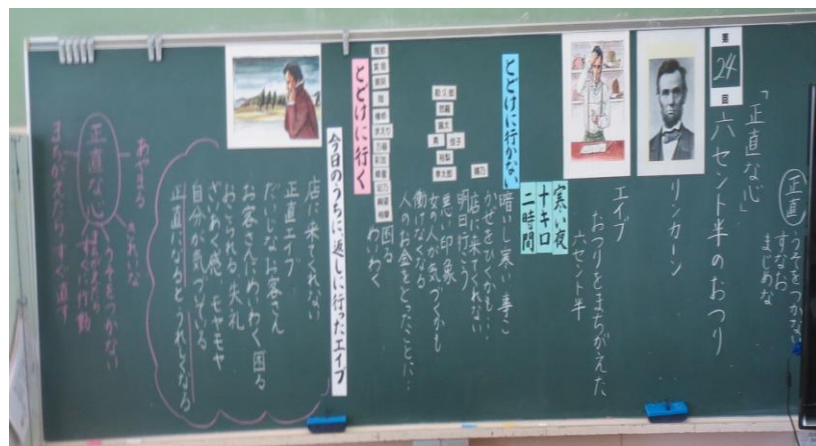 正直
うそをつかない
すなお
まじめな
第24回
「正直な心」
六セント半のおつり
リンカーン
エイブ
おつりをまちがえた
六セント半
寒い夜
十キロ
二時間
とどけに行かない
暗いし寒い 事こ
かぜをひくかも…
店に来てくれない
明日行こう
悪い印象
女の人が気づくかも
働けなくなる
人のお金をとったことに…
困る
めいわく
とどけに行く
今日のうちに、返しに行ったエイブ
店に来てくれない
正直エイブ
だいじなお客さん
お客さんにめいわく 困る
おこられる 失礼
ざいあく感 モヤモヤ
自分が気づいている
正直になるとうれしくなる
あやまる
きれいな
うそをつかない
行動
正直な心
まちがえたら すぐ直す